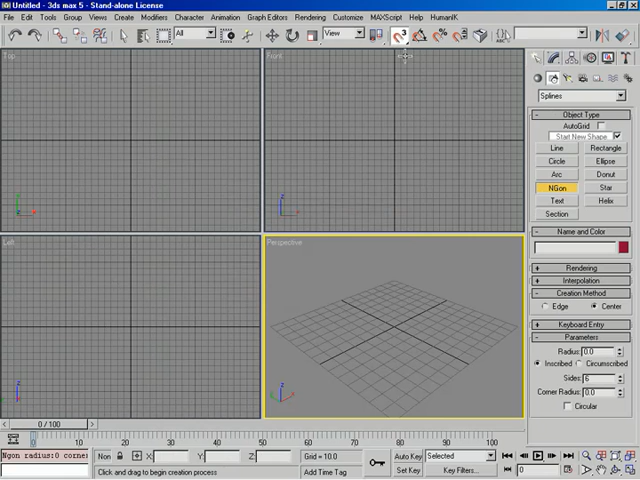 Untitled - 3ds max 5 - Stand-alone License
File Edit Tools Group Views Create Modifiers Character Animation Graph Editors Rendering Customize MAXScript Help HumanIK
All View 3
Top
Front
Left
Perspective
Splines
- Object Type
AutoGrid
Start New Shape
Line Rectangle
Circle Ellipse
Arc Donut
NGon Star
Text Helix
Section
- Name and Color
+ Rendering
+ Interpolation
- Creation Method
Edge Center
+ Keyboard Entry
- Parameters
Radius: 0.0
Inscribed Circumscribed
Sides: 6
Corner Radius: 0.0
Circular
< 0 / 100 >
0 10 20 30 40 50 60 70 80 90 100
Ngon radius:0 corner
Non X: Y: Z: Grid = 10.0 Auto Key Selected
Click and drag to begin creation process Add Time Tag Set Key Key Filters... 0